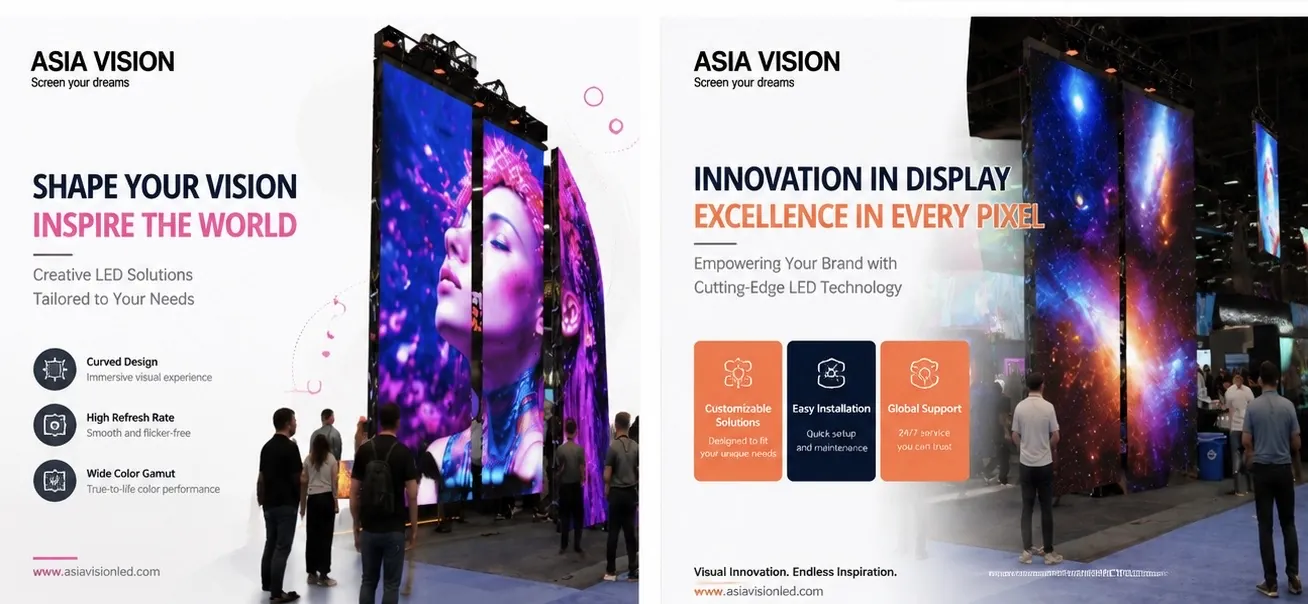 ASIA VISION
Screen your dreams
SHAPE YOUR VISION
INSPIRE THE WORLD
Creative LED Solutions
Tailored to Your Needs
Curved Design
Immersive visual experience
High Refresh Rate
Smooth and flicker-free
Wide Color Gamut
True-to-life color performance
www.asiavisionled.com
ASIA VISION
Screen your dreams
INNOVATION IN DISPLAY
EXCELLENCE IN EVERY PIXEL
Empowering Your Brand with
Cutting-Edge LED Technology
Customizable
Solutions
Designed to fit
your unique needs
Easy Installation
Quick setup
and maintenance
Global Support
24/7 service
you can trust
Visual Innovation. Endless Inspiration.
www.asiavisionled.com